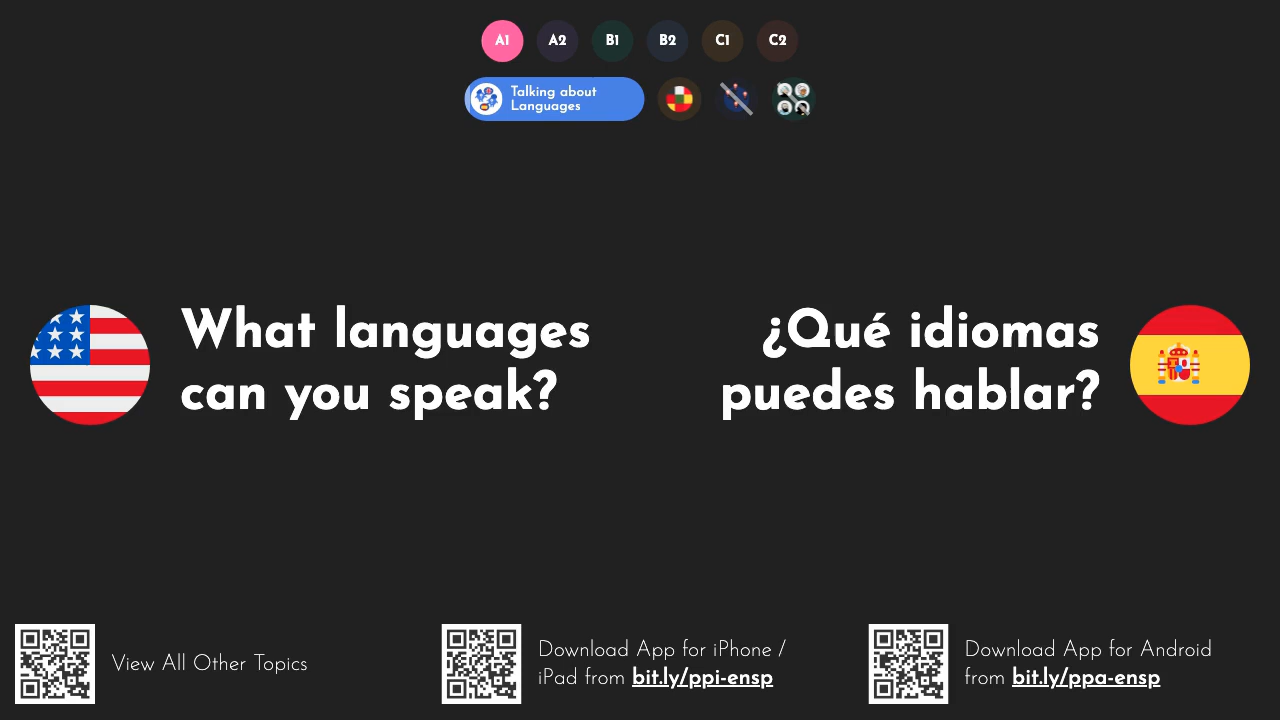 A1 A2 B1 B2 C1 C2
Talking about
Languages
What languages
can you speak?
¿Qué idiomas
puedes hablar?
View All Other Topics
Download App for iPhone /
iPad from bit.ly/ppi-ensp
Download App for Android
from bit.ly/ppa-ensp